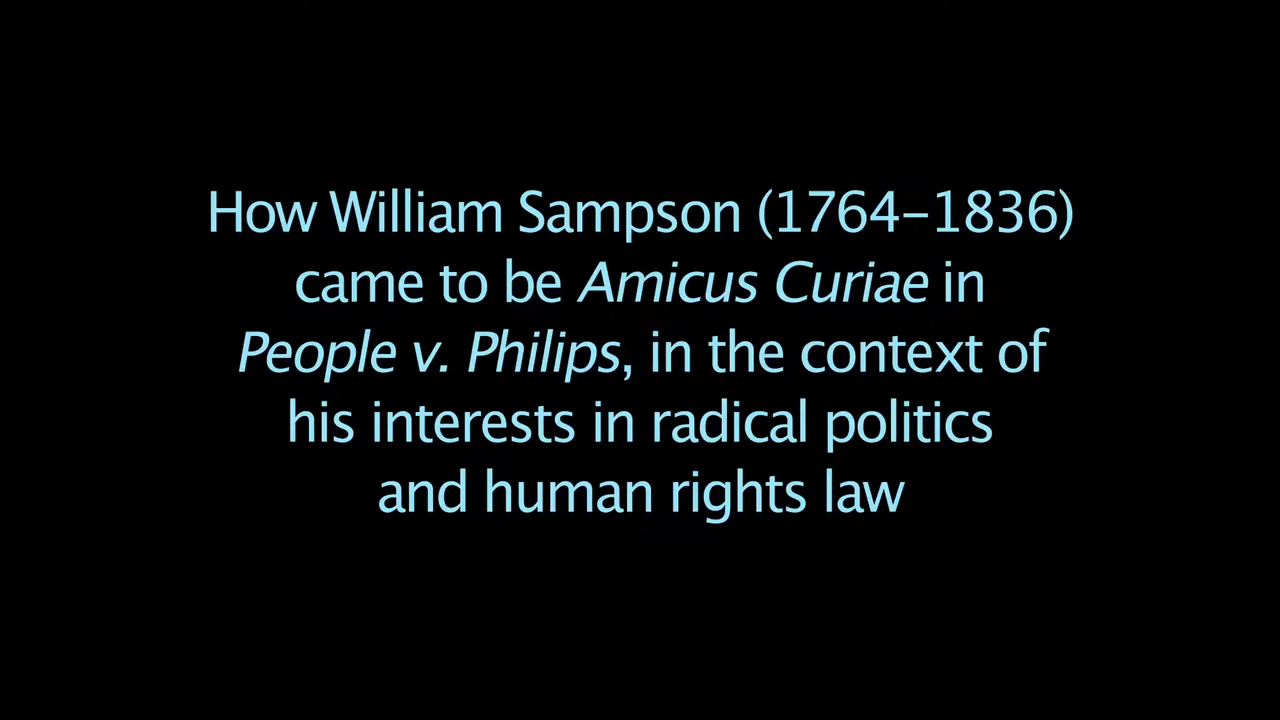 How William Sampson (1764–1836)
came to be Amicus Curiae in
People v. Philips, in the context of
his interests in radical politics
and human rights law